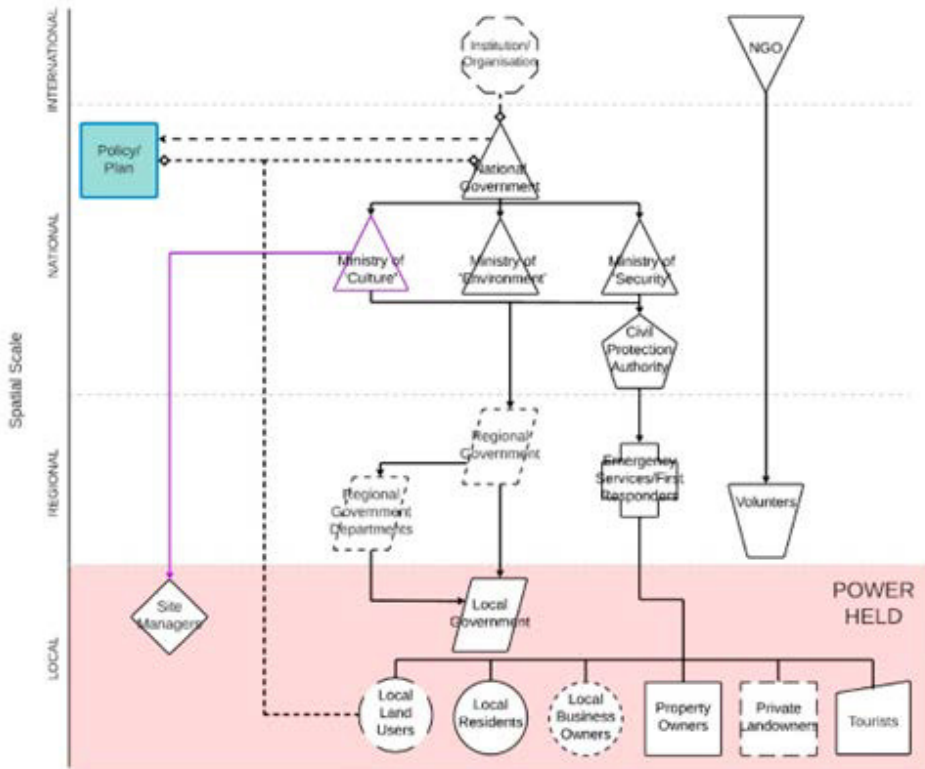 Institution/
Organisation
NGO
INTERNATIONAL
Policy/
Plan
National
Government
Ministry of
'Culture'
Ministry of
'Environment'
Ministry of
'Security'
NATIONAL
Civil
Protection
Authority
Spatial Scale
Regional
Government
Emergency
Services/First
Responders
REGIONAL
Regional
Government
Departments
Volunters
Local
Government
POWER
HELD
Site
Managers
LOCAL
Local
Land
Users
Local
Residents
Local
Business
Owners
Property
Owners
Private
Landowners
Tourists